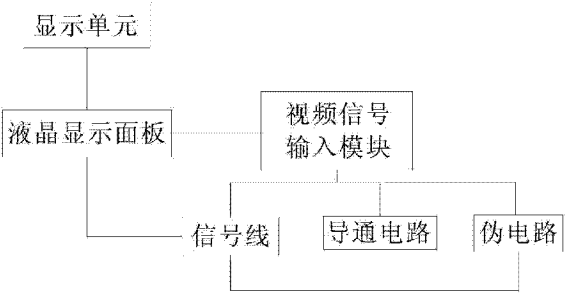 显示单元
液晶显示面板
视频信号
输入模块
信号线
导通电路
伪电路